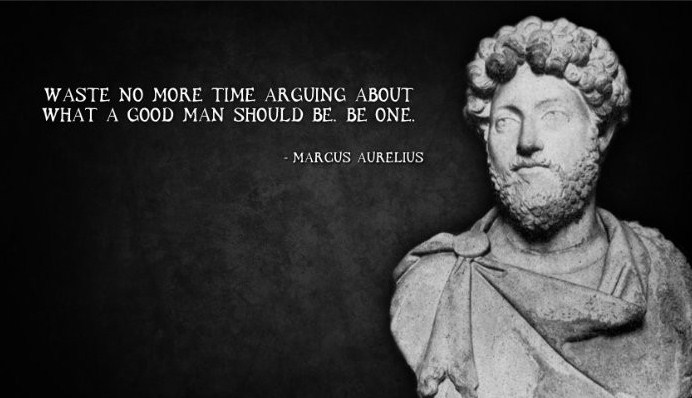 WASTE NO MORE TIME ARGUING ABOUT
WHAT A GOOD MAN SHOULD BE. BE ONE.
- MARCUS AURELIUS